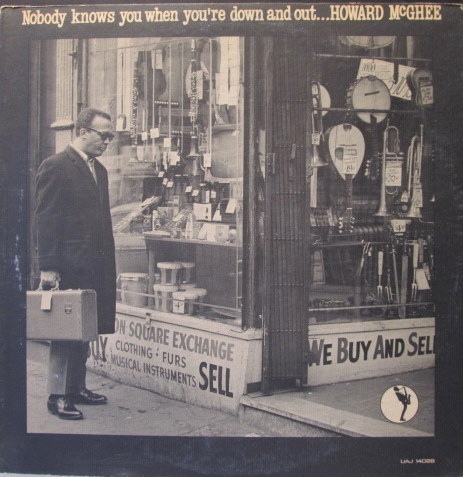 Nobody knows you when you're down and out...HOWARD McGHEE
ON SQUARE EXCHANGE
BUY CLOTHING · FURS
MUSICAL INSTRUMENTS SELL
WE BUY AND SELL
UAJ 14028